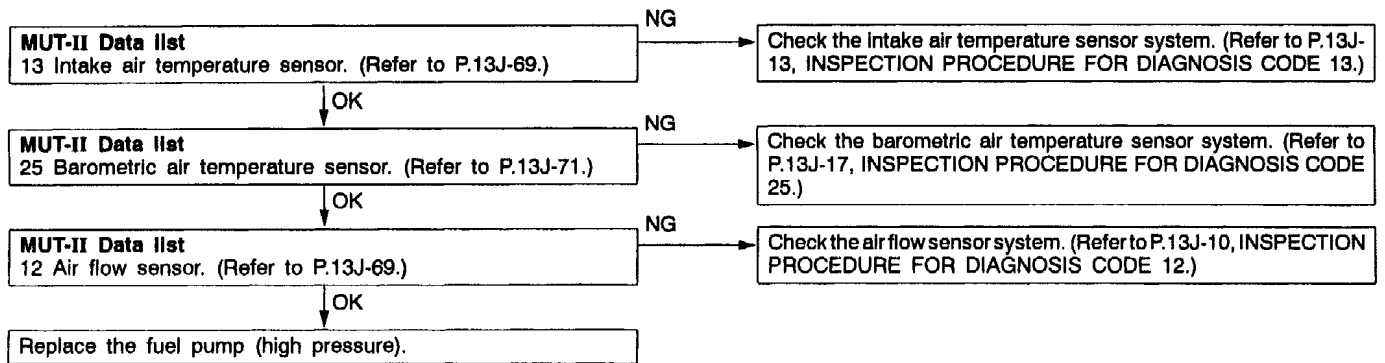 MUT-II Data list
13 Intake air temperature sensor. (Refer to P.13J-69.)
NG
Check the intake air temperature sensor system. (Refer to P.13J-
13, INSPECTION PROCEDURE FOR DIAGNOSIS CODE 13.)
OK
MUT-II Data list
25 Barometric air temperature sensor. (Refer to P.13J-71.)
NG
Check the barometric air temperature sensor system. (Refer to
P.13J-17, INSPECTION PROCEDURE FOR DIAGNOSIS CODE
25.)
OK
MUT-II Data list
12 Air flow sensor. (Refer to P.13J-69.)
NG
Check the air flow sensor system. (Refer to P.13J-10, INSPECTION
PROCEDURE FOR DIAGNOSIS CODE 12.)
OK
Replace the fuel pump (high pressure).